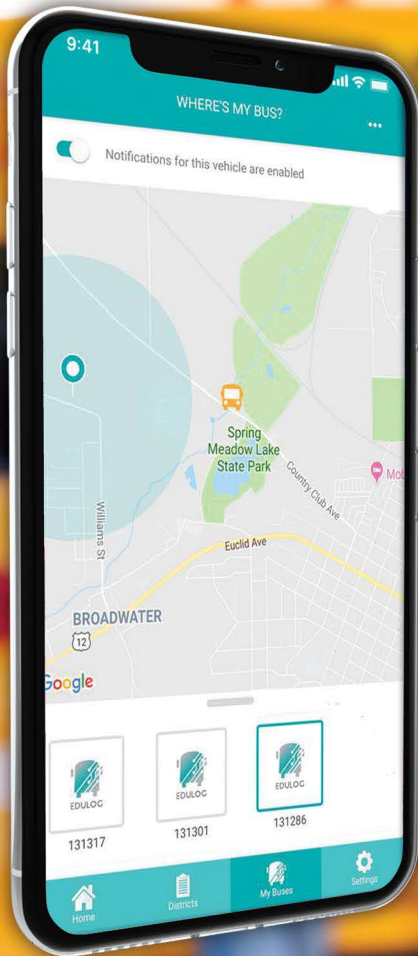 9:41
WHERE'S MY BUS?
Notifications for this vehicle are enabled
Spring
Meadow Lake
State Park
Country Club Ave
Mot
Williams St
Euclid Ave
BROADWATER
12
Google
EDULOG
EDULOG
EDULOG
131317
131301
131286
Home
Districts
My Buses
Settings